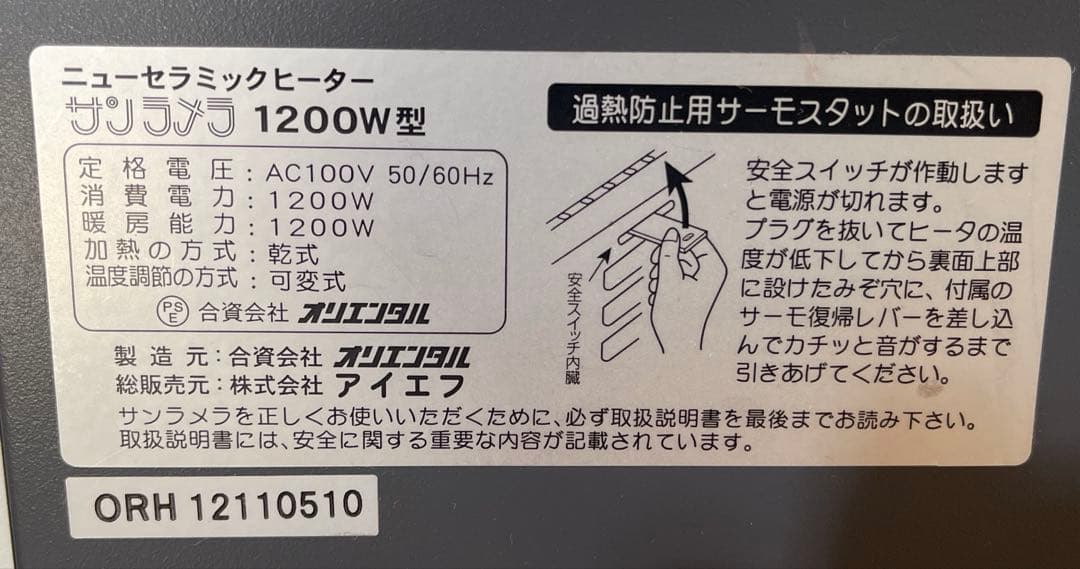 ニューセラミックヒーター
サンラメラ 1200W型
定格電圧：AC100V 50/60Hz
消費電力：1200W
暖房能力：1200W
加熱の方式：乾式
温度調節の方式：可変式
PSE 合資会社 オリエンタル
製造元：合資会社 オリエンタル
総販売元：株式会社 アイエフ
過熱防止用サーモスタットの取扱い
安全スイッチ内臓
安全スイッチが作動します
と電源が切れます。
プラグを抜いてヒータの温
度が低下してから裏面上部
に設けたみぞ穴に、付属の
サーモ復帰レバーを差し込
んでカチッと音がするまで
引きあげてください。
サンラメラを正しくお使いいただくために、必ず取扱説明書を最後までお読み下さい。
取扱説明書には、安全に関する重要な内容が記載されています。
ORH 12110510